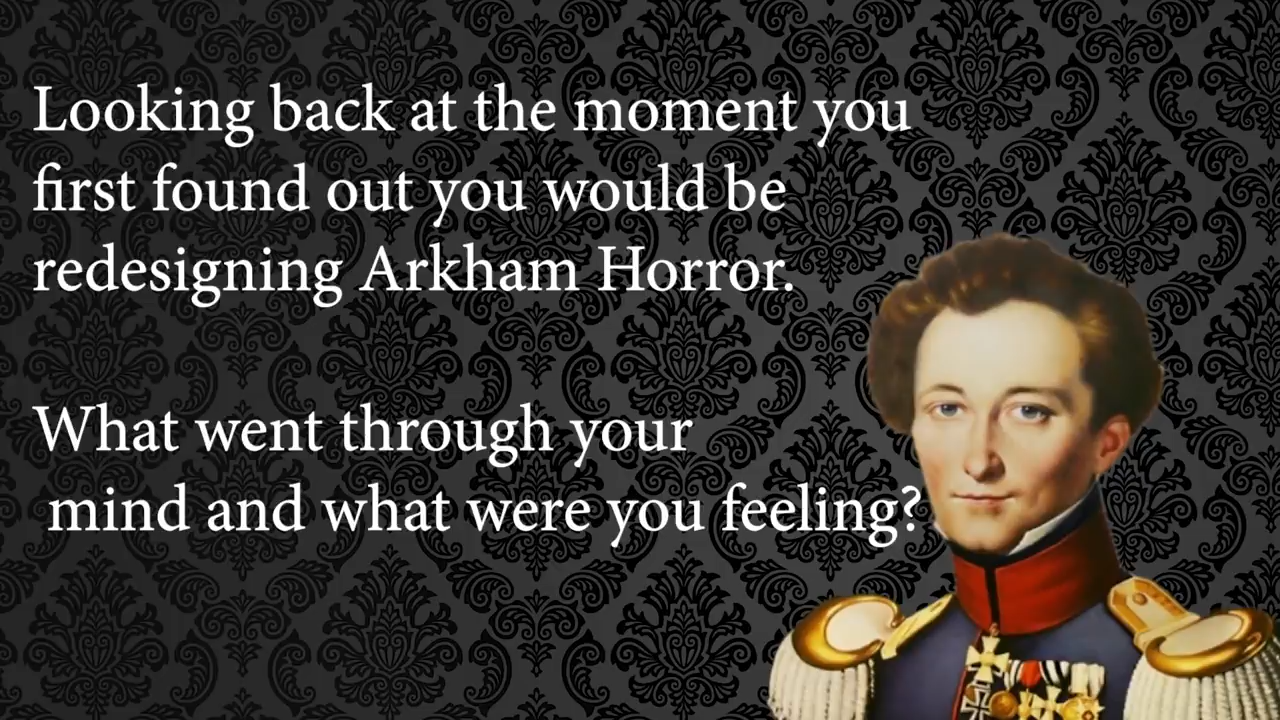 Looking back at the moment you
first found out you would be
redesigning Arkham Horror.
What went through your
mind and what were you feeling?